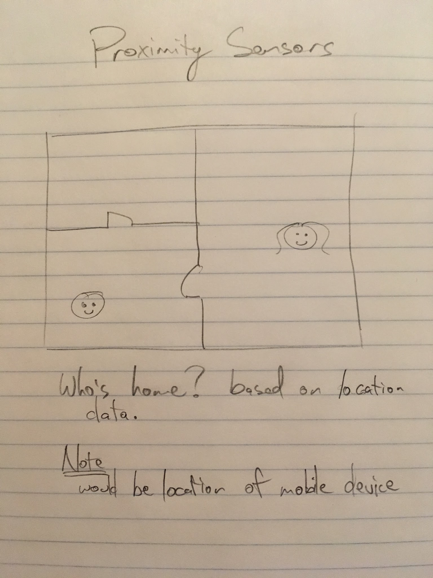 Proximity Sensors
Who's home? based on location
data.
Note
would be location of mobile device